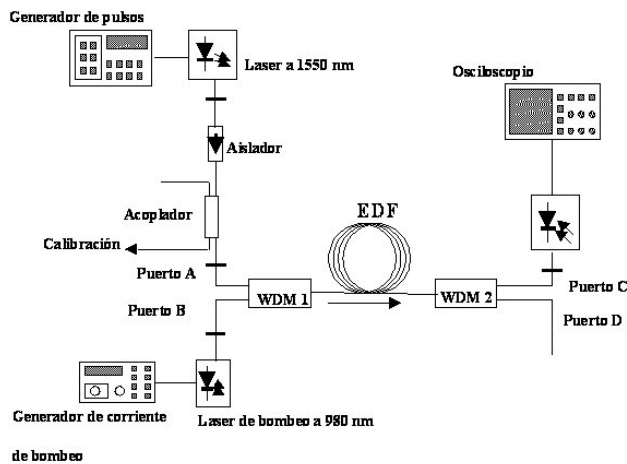 Generador de pulsos
Laser a 1550 nm
Osciloscopio
Aislador
Acoplador
EDF
Calibración
Puerto A
WDM 1
WDM 2
Puerto C
Puerto B
Puerto D
Generador de corriente
de bombeo
Laser de bombeo a 980 nm